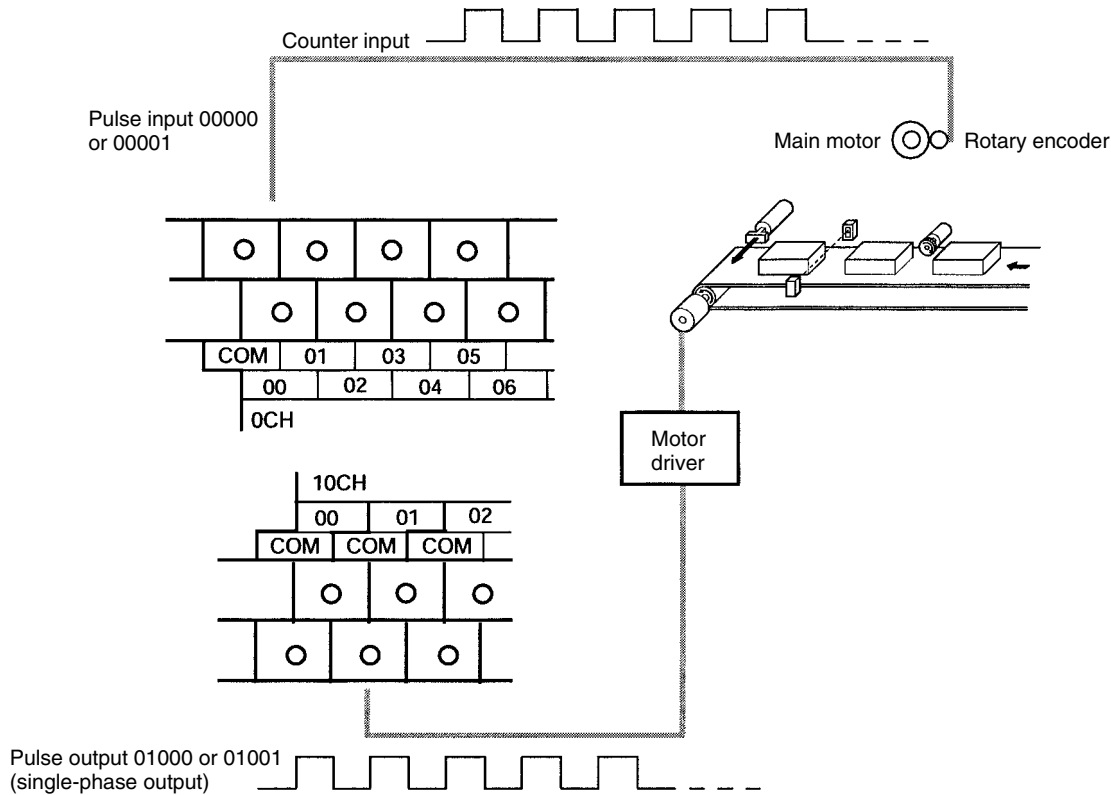 Counter input
Pulse input 00000
or 00001
Main motor
Rotary encoder
COM 01 03 05
00 02 04 06
0CH
Motor
driver
10CH
00 01 02
COM COM COM
Pulse output 01000 or 01001
(single-phase output)